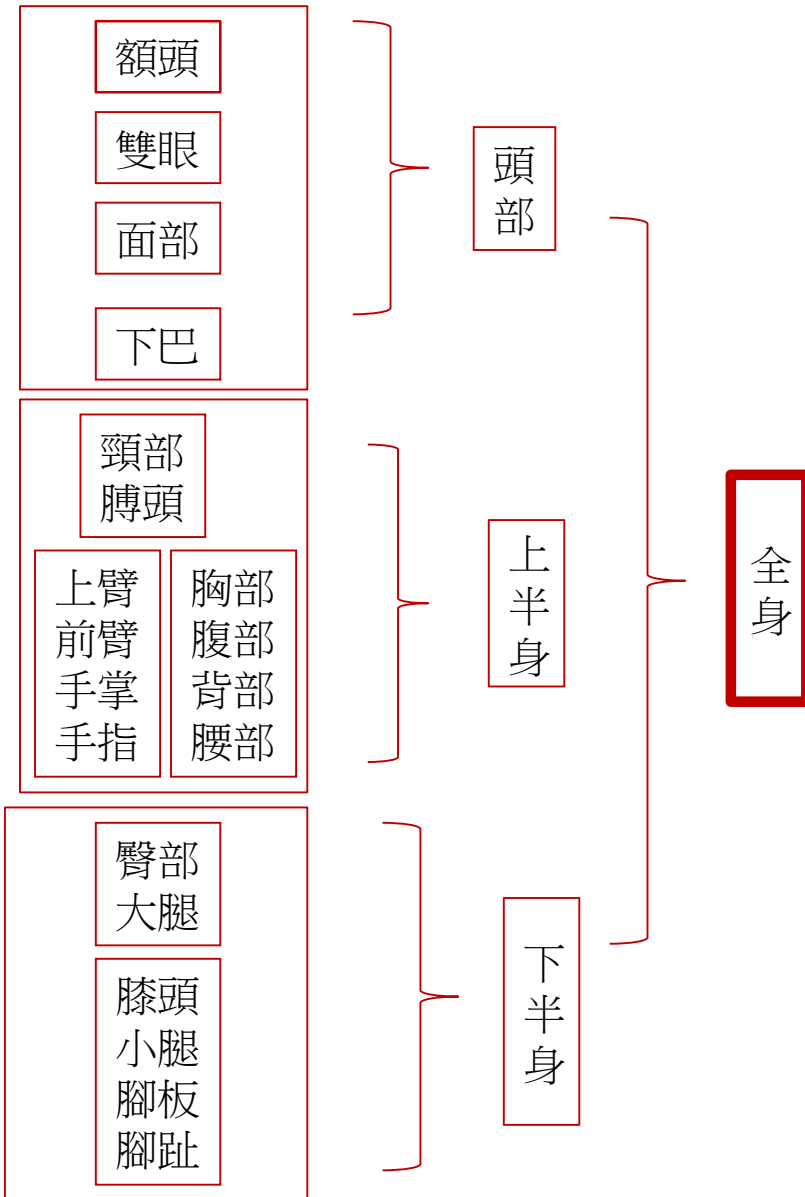 額頭
雙眼
面部
下巴
頭部
頸部
膊頭
上臂
前臂
手掌
手指
胸部
腹部
背部
腰部
上半身
臀部
大腿
膝頭
小腿
腳板
腳趾
下半身
全身